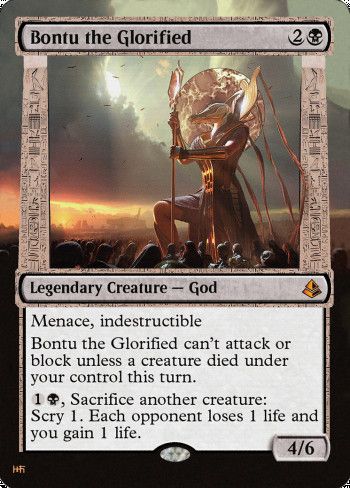 Bontu the Glorified 2
Legendary Creature — God
Menace, indestructible
Bontu the Glorified can't attack or
block unless a creature died under
your control this turn.
1, Sacrifice another creature:
Scry 1. Each opponent loses 1 life and
you gain 1 life.
4/6